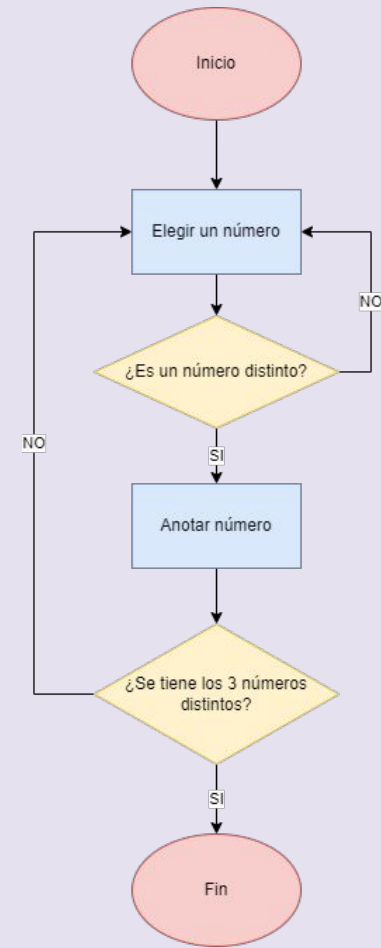 Inicio
Elegir un número
NO
¿Es un número distinto?
SI
NO
Anotar número
¿Se tiene los 3 números
distintos?
SI
Fin